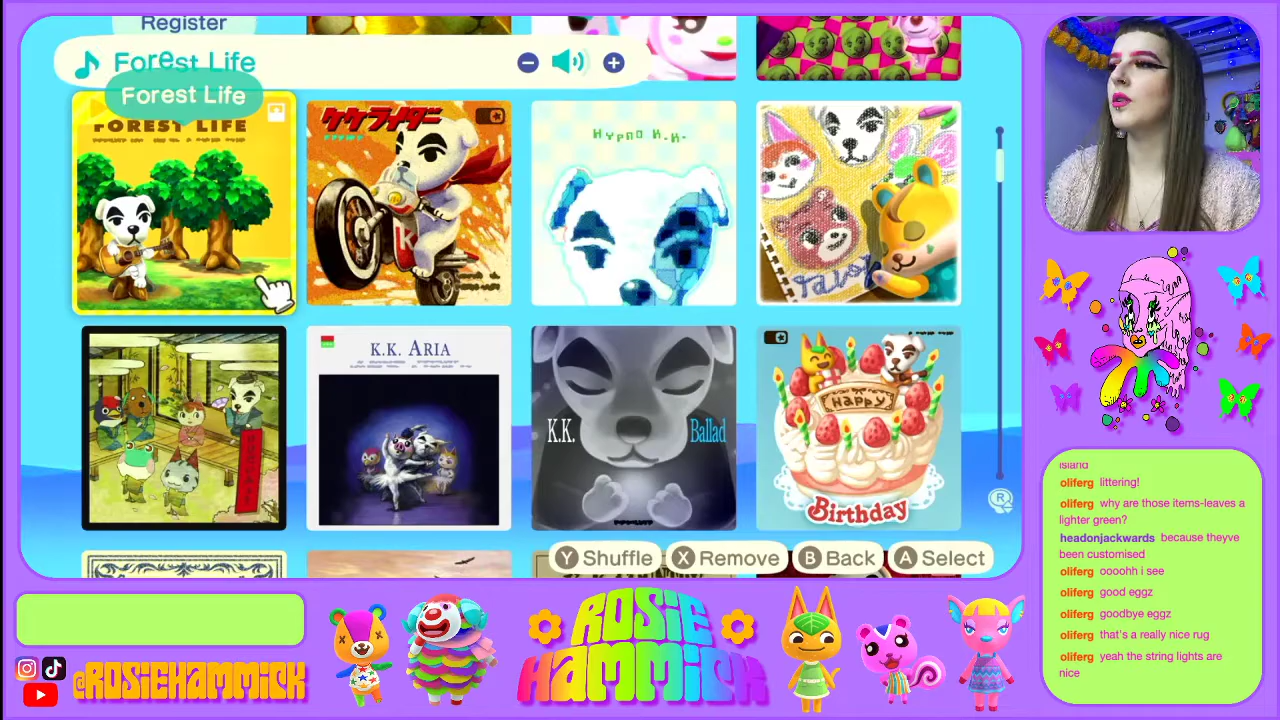 Register
Forest Life
Forest Life
FOREST LIFE
ケケライダー
HYPNO K.K.
K.K. ARIA
K.K. Ballad
HAPPY
Birthday
Y Shuffle X Remove B Back A Select
R
island
oliferg littering!
oliferg why are those items-leaves a
lighter green?
headonjackwards because theyve
been customised
oliferg oooohh i see
oliferg good eggz
oliferg goodbye eggz
oliferg that's a really nice rug
oliferg yeah the string lights are
nice
@ROSIEHAMMICK
ROSIE
HAMMICK